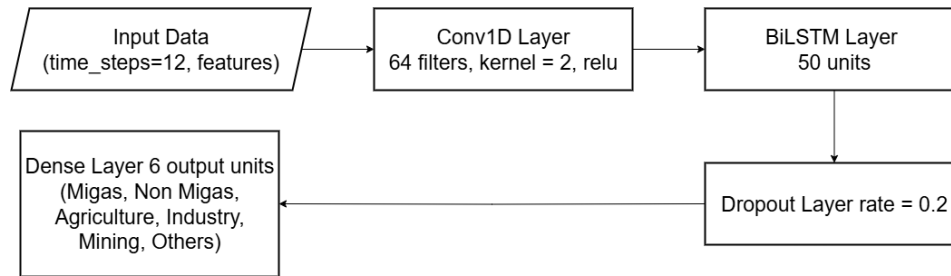 Input Data
(time_steps=12, features)
Conv1D Layer
64 filters, kernel = 2, relu
BiLSTM Layer
50 units
Dropout Layer rate = 0.2
Dense Layer 6 output units
(Migas, Non Migas,
Agriculture, Industry,
Mining, Others)